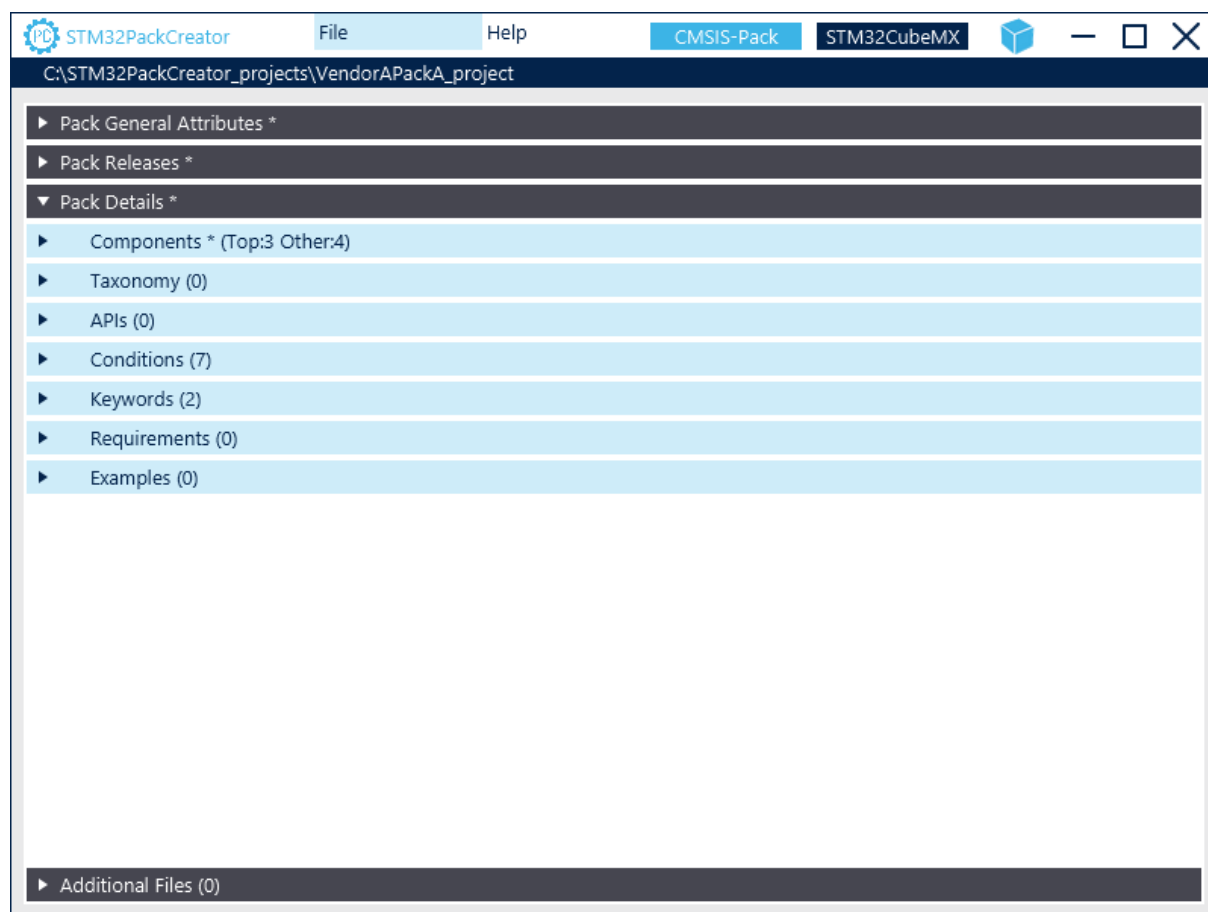 STM32PackCreator File Help CMSIS-Pack STM32CubeMX
C:\STM32PackCreator_projects\VendorAPackA_project
Pack General Attributes *
Pack Releases *
Pack Details *
Components * (Top:3 Other:4)
Taxonomy (0)
APIs (0)
Conditions (7)
Keywords (2)
Requirements (0)
Examples (0)
Additional Files (0)